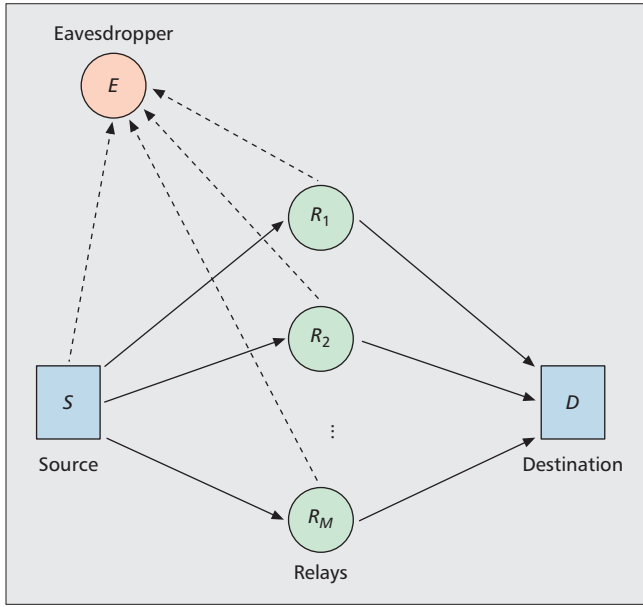 Eavesdropper
E
R1
R2
S
D
⋮
Source
Destination
RM
Relays